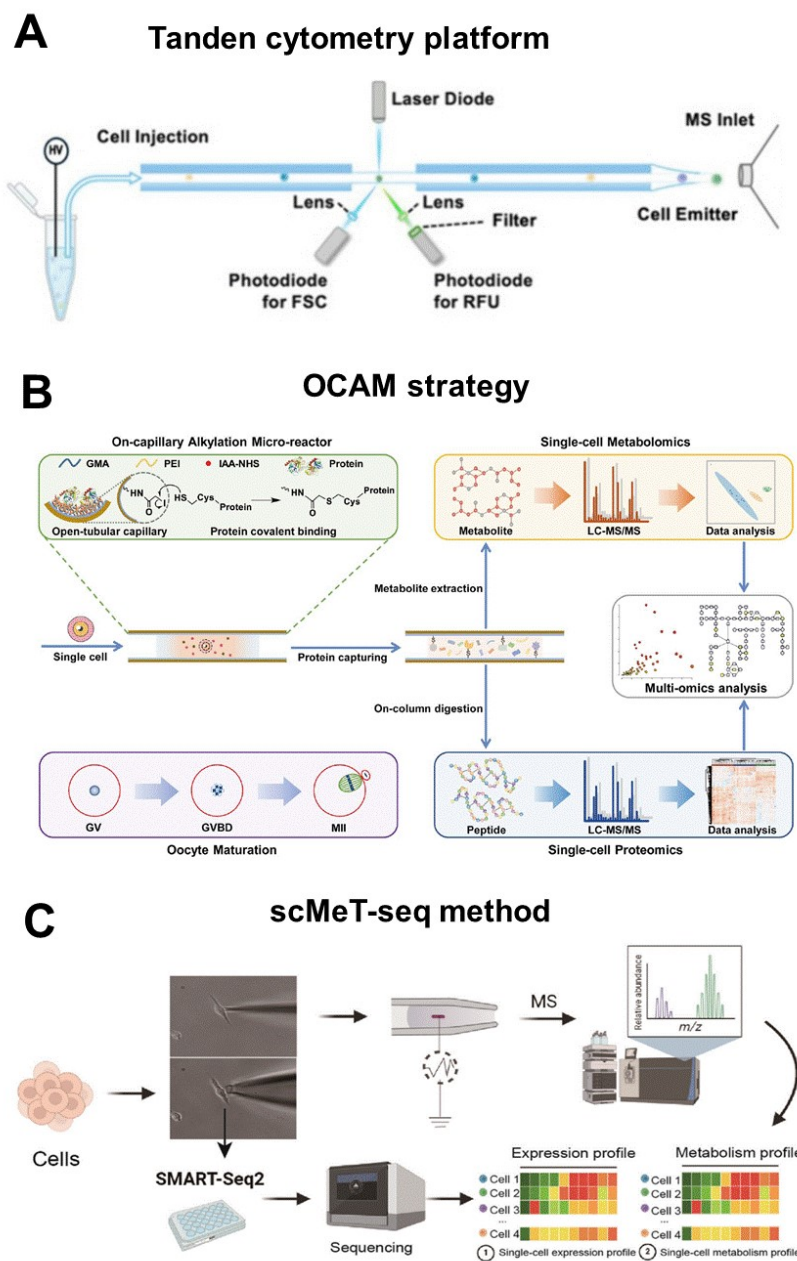 A
Tanden cytometry platform
Laser Diode
MS Inlet
Cell Injection
HV
Lens
Lens
Filter
Cell Emitter
Photodiode
for FSC
Photodiode
for RFU
B
OCAM strategy
On-capillary Alkylation Micro-reactor
GMA
PEI
IAA-NHS
Protein
HN
O
I
HS
Cys
Protein
HN
O
S
Cys
Protein
Open-tubular capillary
Protein covalent binding
Single-cell Metabolomics
Metabolite
LC-MS/MS
Data analysis
Metabolite extraction
Single cell
Protein capturing
Multi-omics analysis
On-column digestion
GV
GVBD
MII
Oocyte Maturation
Peptide
LC-MS/MS
Data analysis
Single-cell Proteomics
C
scMeT-seq method
Relative abundance
m/z
MS
Cells
SMART-Seq2
Sequencing
Expression profile
Cell 1
Cell 2
Cell 3
...
Cell 4
1 Single-cell expression profile
Metabolism profile
Cell 1
Cell 2
Cell 3
...
Cell 4
2 Single-cell metabolism profile